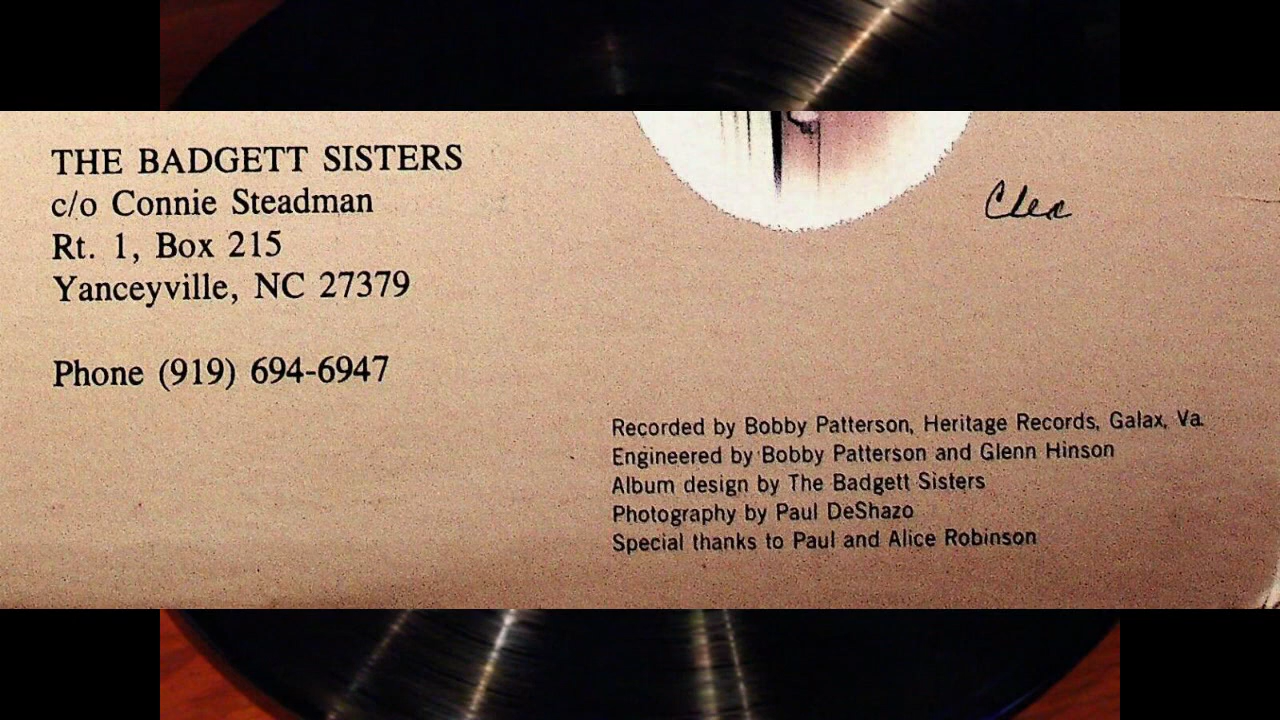 THE BADGETT SISTERS
c/o Connie Steadman
Rt. 1, Box 215
Yanceyville, NC 27379
Phone (919) 694-6947
Cleo
Recorded by Bobby Patterson, Heritage Records, Galax, Va.
Engineered by Bobby Patterson and Glenn Hinson
Album design by The Badgett Sisters
Photography by Paul DeShazo
Special thanks to Paul and Alice Robinson